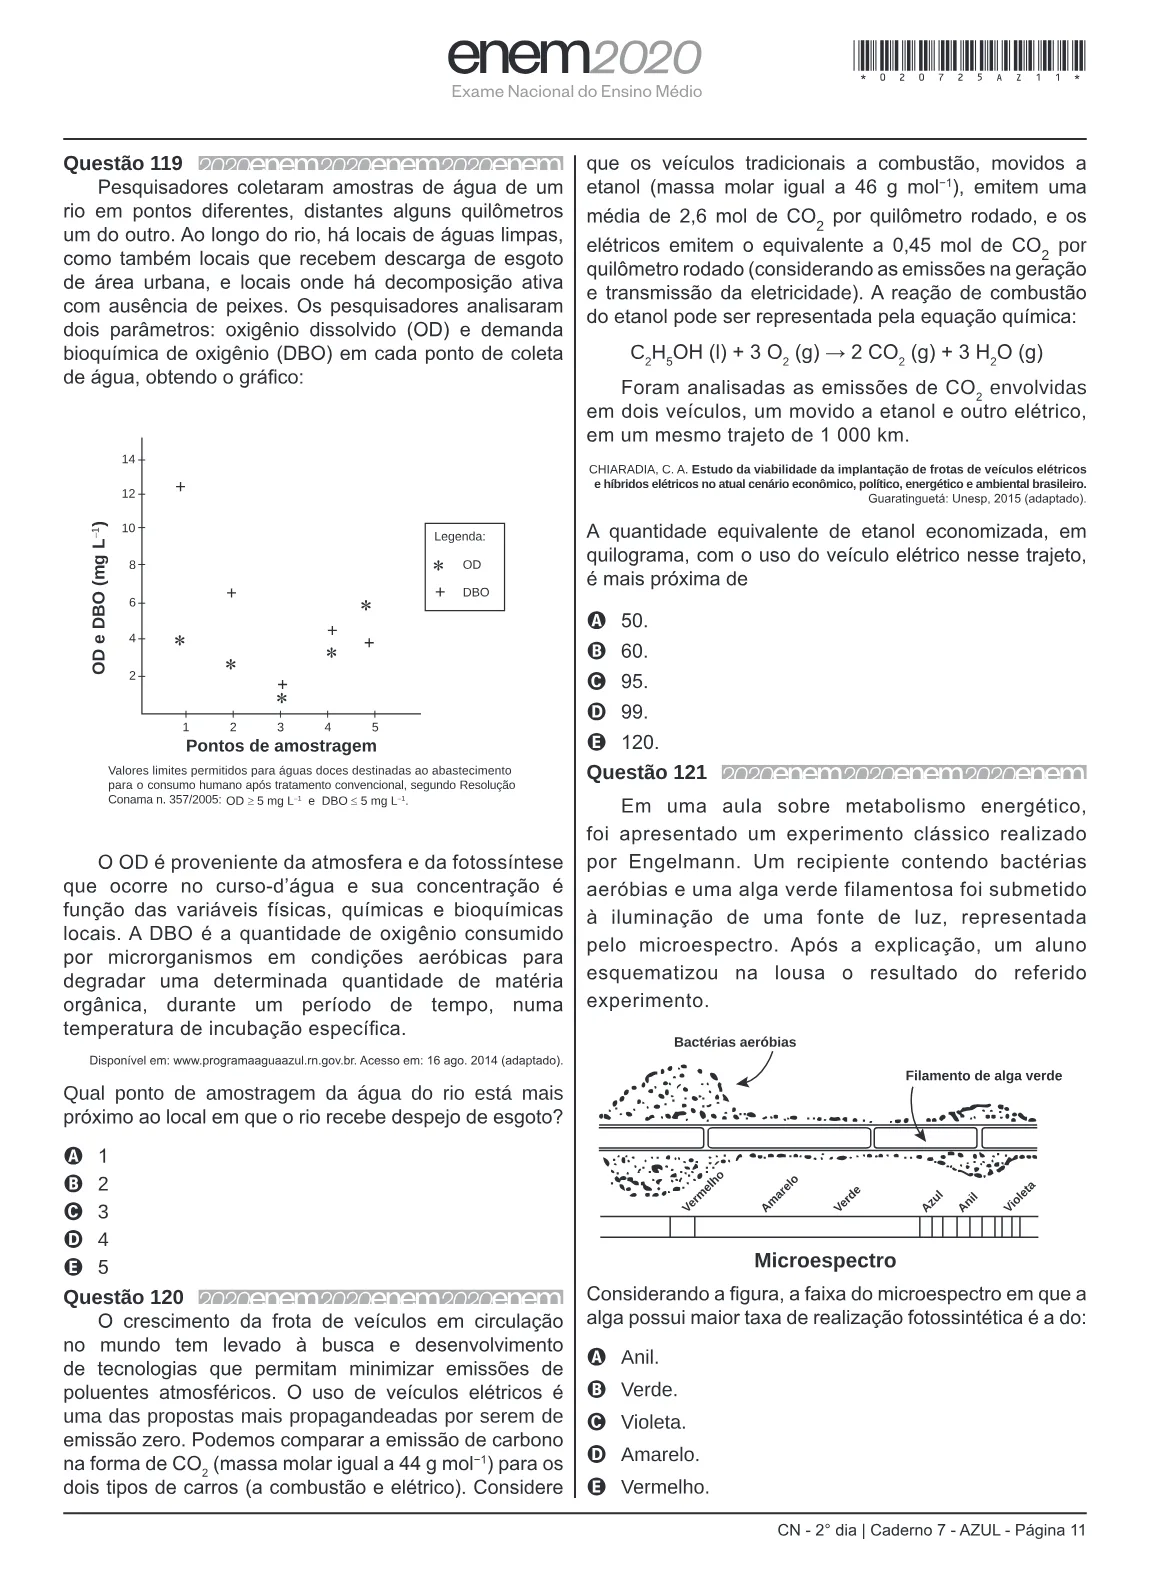 enem2020
Exame Nacional do Ensino Médio
*020725AZ11*
Questão 119 2020enem2020enem2020enem
Pesquisadores coletaram amostras de água de um
rio em pontos diferentes, distantes alguns quilômetros
um do outro. Ao longo do rio, há locais de águas limpas,
como também locais que recebem descarga de esgoto
de área urbana, e locais onde há decomposição ativa
com ausência de peixes. Os pesquisadores analisaram
dois parâmetros: oxigênio dissolvido (OD) e demanda
bioquímica de oxigênio (DBO) em cada ponto de coleta
de água, obtendo o gráfico:
OD e DBO (mg L⁻¹)
14
12
10
8
6
4
2
1 2 3 4 5
Pontos de amostragem
Legenda:
* OD
+ DBO
Valores limites permitidos para águas doces destinadas ao abastecimento
para o consumo humano após tratamento convencional, segundo Resolução
Conama n. 357/2005: OD ≥ 5 mg L⁻¹ e DBO ≤ 5 mg L⁻¹.
O OD é proveniente da atmosfera e da fotossíntese
que ocorre no curso-d’água e sua concentração é
função das variáveis físicas, químicas e bioquímicas
locais. A DBO é a quantidade de oxigênio consumido
por microrganismos em condições aeróbicas para
degradar uma determinada quantidade de matéria
orgânica, durante um período de tempo, numa
temperatura de incubação específica.
Disponível em: www.programaaguaazul.rn.gov.br. Acesso em: 16 ago. 2014 (adaptado).
Qual ponto de amostragem da água do rio está mais
próximo ao local em que o rio recebe despejo de esgoto?
A 1
B 2
C 3
D 4
E 5
Questão 120 2020enem2020enem2020enem
O crescimento da frota de veículos em circulação
no mundo tem levado à busca e desenvolvimento
de tecnologias que permitam minimizar emissões de
poluentes atmosféricos. O uso de veículos elétricos é
uma das propostas mais propagandeadas por serem de
emissão zero. Podemos comparar a emissão de carbono
na forma de CO₂ (massa molar igual a 44 g mol⁻¹) para os
dois tipos de carros (a combustão e elétrico). Considere
que os veículos tradicionais a combustão, movidos a
etanol (massa molar igual a 46 g mol⁻¹), emitem uma
média de 2,6 mol de CO₂ por quilômetro rodado, e os
elétricos emitem o equivalente a 0,45 mol de CO₂ por
quilômetro rodado (considerando as emissões na geração
e transmissão da eletricidade). A reação de combustão
do etanol pode ser representada pela equação química:
C₂H₅OH (l) + 3 O₂ (g) → 2 CO₂ (g) + 3 H₂O (g)
Foram analisadas as emissões de CO₂ envolvidas
em dois veículos, um movido a etanol e outro elétrico,
em um mesmo trajeto de 1 000 km.
CHIARADIA, C. A. Estudo da viabilidade da implantação de frotas de veículos elétricos
e híbridos elétricos no atual cenário econômico, político, energético e ambiental brasileiro.
Guaratinguetá: Unesp, 2015 (adaptado).
A quantidade equivalente de etanol economizada, em
quilograma, com o uso do veículo elétrico nesse trajeto,
é mais próxima de
A 50.
B 60.
C 95.
D 99.
E 120.
Questão 121 2020enem2020enem2020enem
Em uma aula sobre metabolismo energético,
foi apresentado um experimento clássico realizado
por Engelmann. Um recipiente contendo bactérias
aeróbias e uma alga verde filamentosa foi submetido
à iluminação de uma fonte de luz, representada
pelo microespectro. Após a explicação, um aluno
esquematizou na lousa o resultado do referido
experimento.
Bactérias aeróbias
Filamento de alga verde
Vermelho Amarelo Verde Azul Anil Violeta
Microespectro
Considerando a figura, a faixa do microespectro em que a
alga possui maior taxa de realização fotossintética é a do:
A Anil.
B Verde.
C Violeta.
D Amarelo.
E Vermelho.
CN - 2° dia | Caderno 7 - AZUL - Página 11